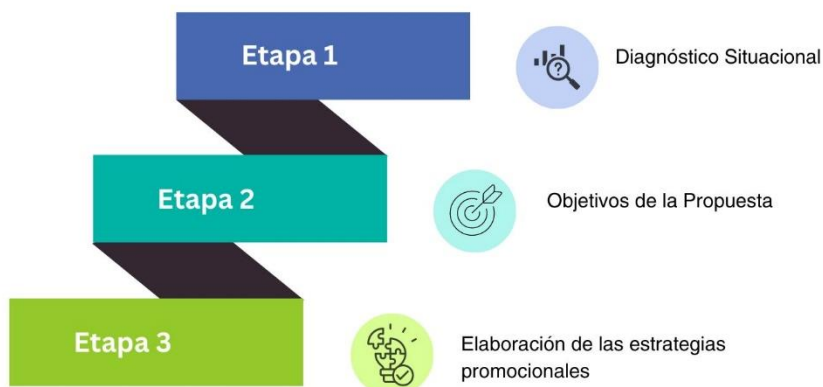 Etapa 1
Diagnóstico Situacional
Etapa 2
Objetivos de la Propuesta
Etapa 3
Elaboración de las estrategias
promocionales